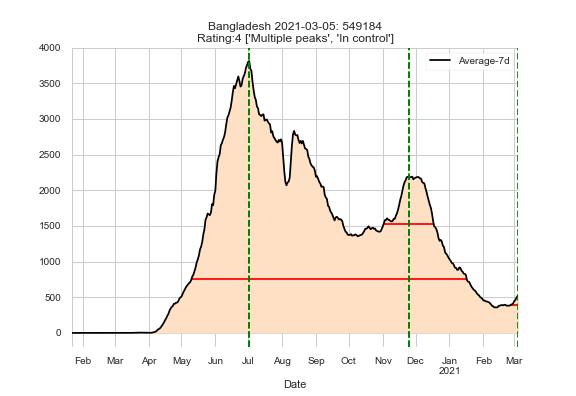 Bangladesh 2021-03-05: 549184
Rating:4 ['Multiple peaks', 'In control']
Average-7d
4000
3500
3000
2500
2000
1500
1000
500
0
Feb Mar Apr May Jun Jul Aug Sep Oct Nov Dec Jan Feb Mar
2021
Date